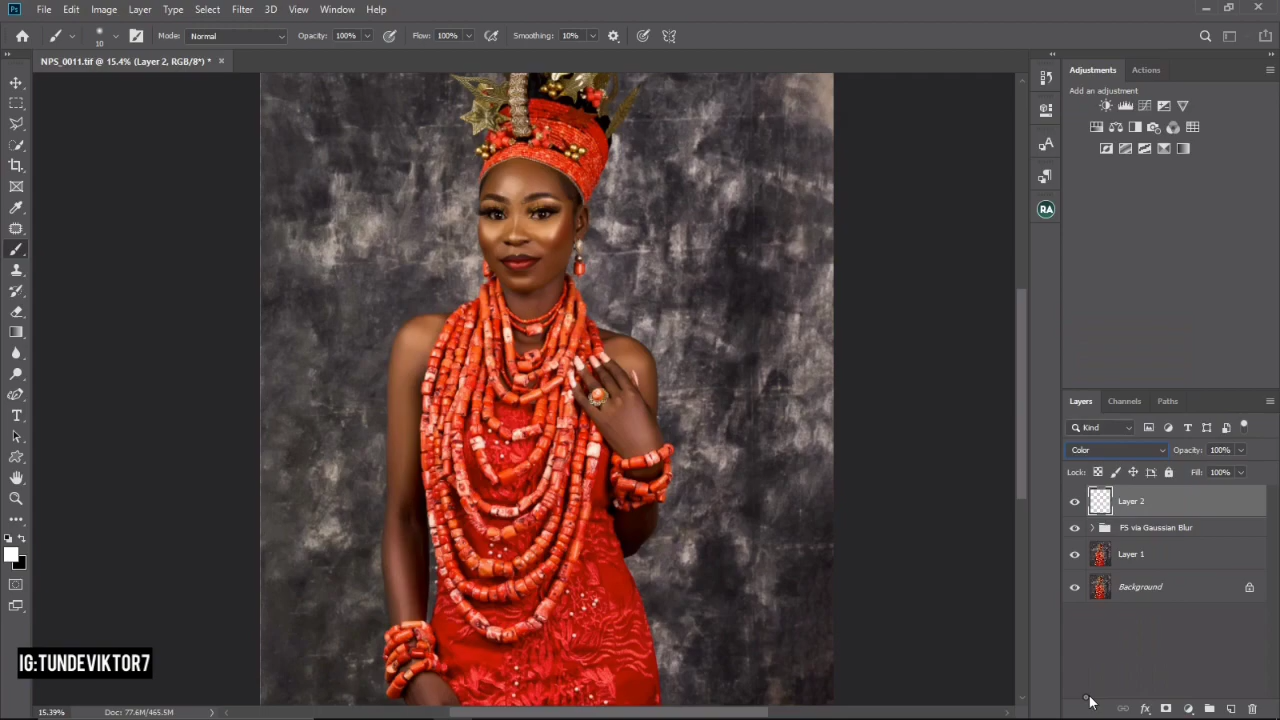 Ps File Edit Image Layer Type Select Filter 3D View Window Help
10 Mode: Normal Opacity: 100% Flow: 100% Smoothing: 10%
NPS_0011.tif @ 15.4% (Layer 2, RGB/8*) * ×
Adjustments Actions
Add an adjustment
RA
Layers Channels Paths
Kind
Color Opacity: 100%
Lock: Fill: 100%
Layer 2
FS via Gaussian Blur
Layer 1
Background
IG:TUNDEVIKTOR7
15.39% Doc: 77.6M/465.5M